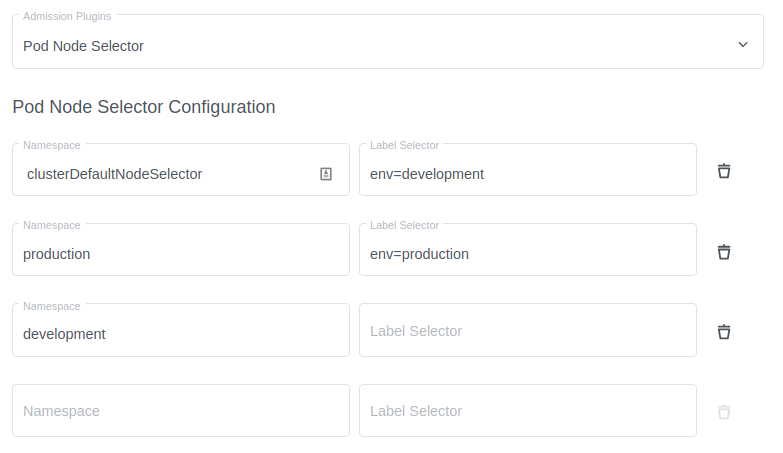 Admission Plugins
Pod Node Selector
Pod Node Selector Configuration
Namespace
clusterDefaultNodeSelector
Label Selector
env=development
Namespace
production
Label Selector
env=production
Namespace
development
Label Selector
Namespace
Label Selector